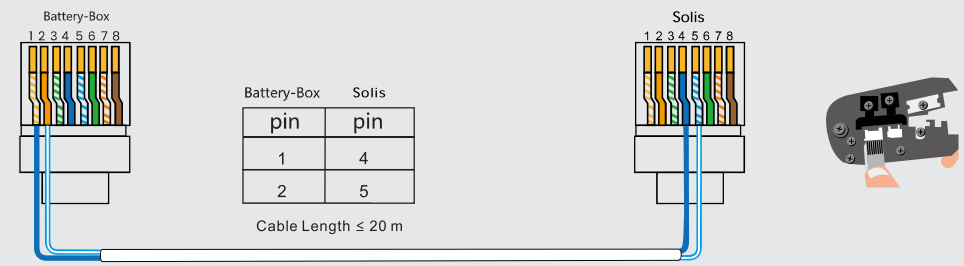 Battery-Box
1 2 3 4 5 6 7 8
Solis
1 2 3 4 5 6 7 8
Battery-Box Solis
pin pin
1 4
2 5
Cable Length ≤ 20 m